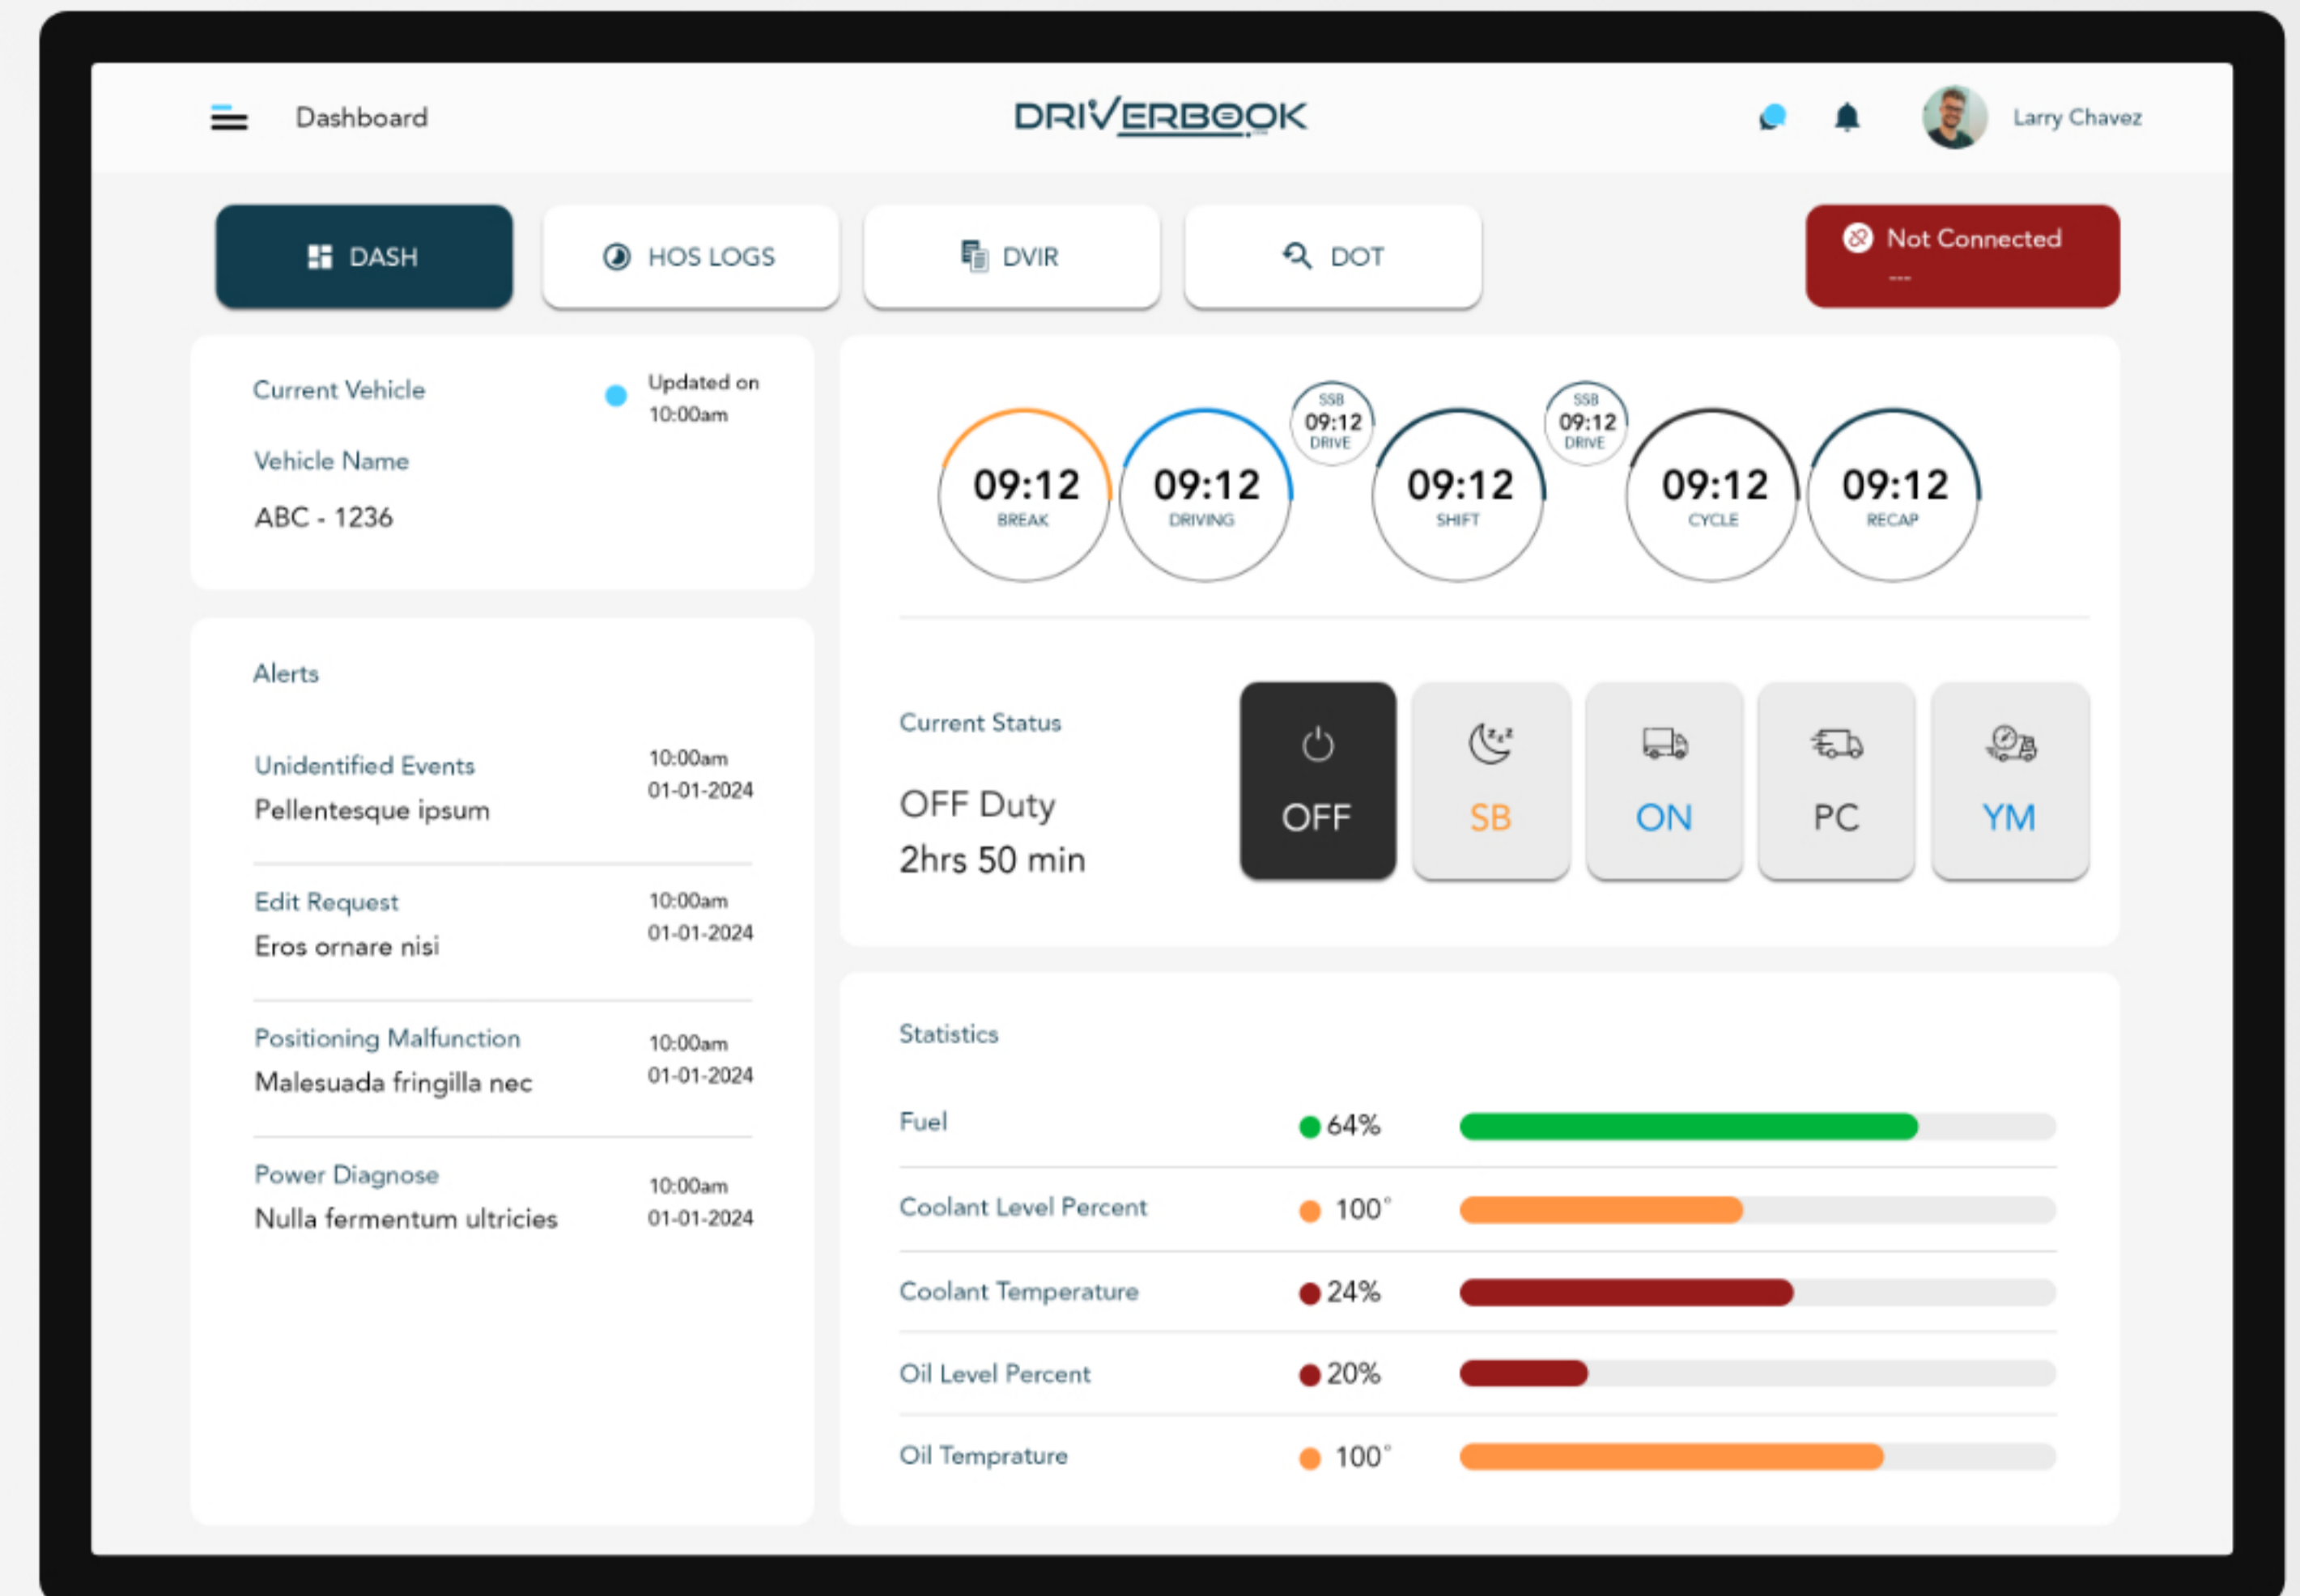 Dashboard
DRIVERBOOK
Larry Chavez
DASH
HOS LOGS
DVIR
DOT
Not Connected
---
Current Vehicle
Updated on
10:00am
Vehicle Name
ABC - 1236
Alerts
Unidentified Events
Pellentesque ipsum
10:00am
01-01-2024
Edit Request
Eros ornare nisi
10:00am
01-01-2024
Positioning Malfunction
Malesuada fringilla nec
10:00am
01-01-2024
Power Diagnose
Nulla fermentum ultricies
10:00am
01-01-2024
09:12
BREAK
09:12
DRIVING
SSB
09:12
DRIVE
09:12
SHIFT
SSB
09:12
DRIVE
09:12
CYCLE
09:12
RECAP
Current Status
OFF Duty
2hrs 50 min
OFF
zzz
SB
ON
PC
YM
Statistics
Fuel
64%
Coolant Level Percent
100°
Coolant Temperature
24%
Oil Level Percent
20%
Oil Temprature
100°